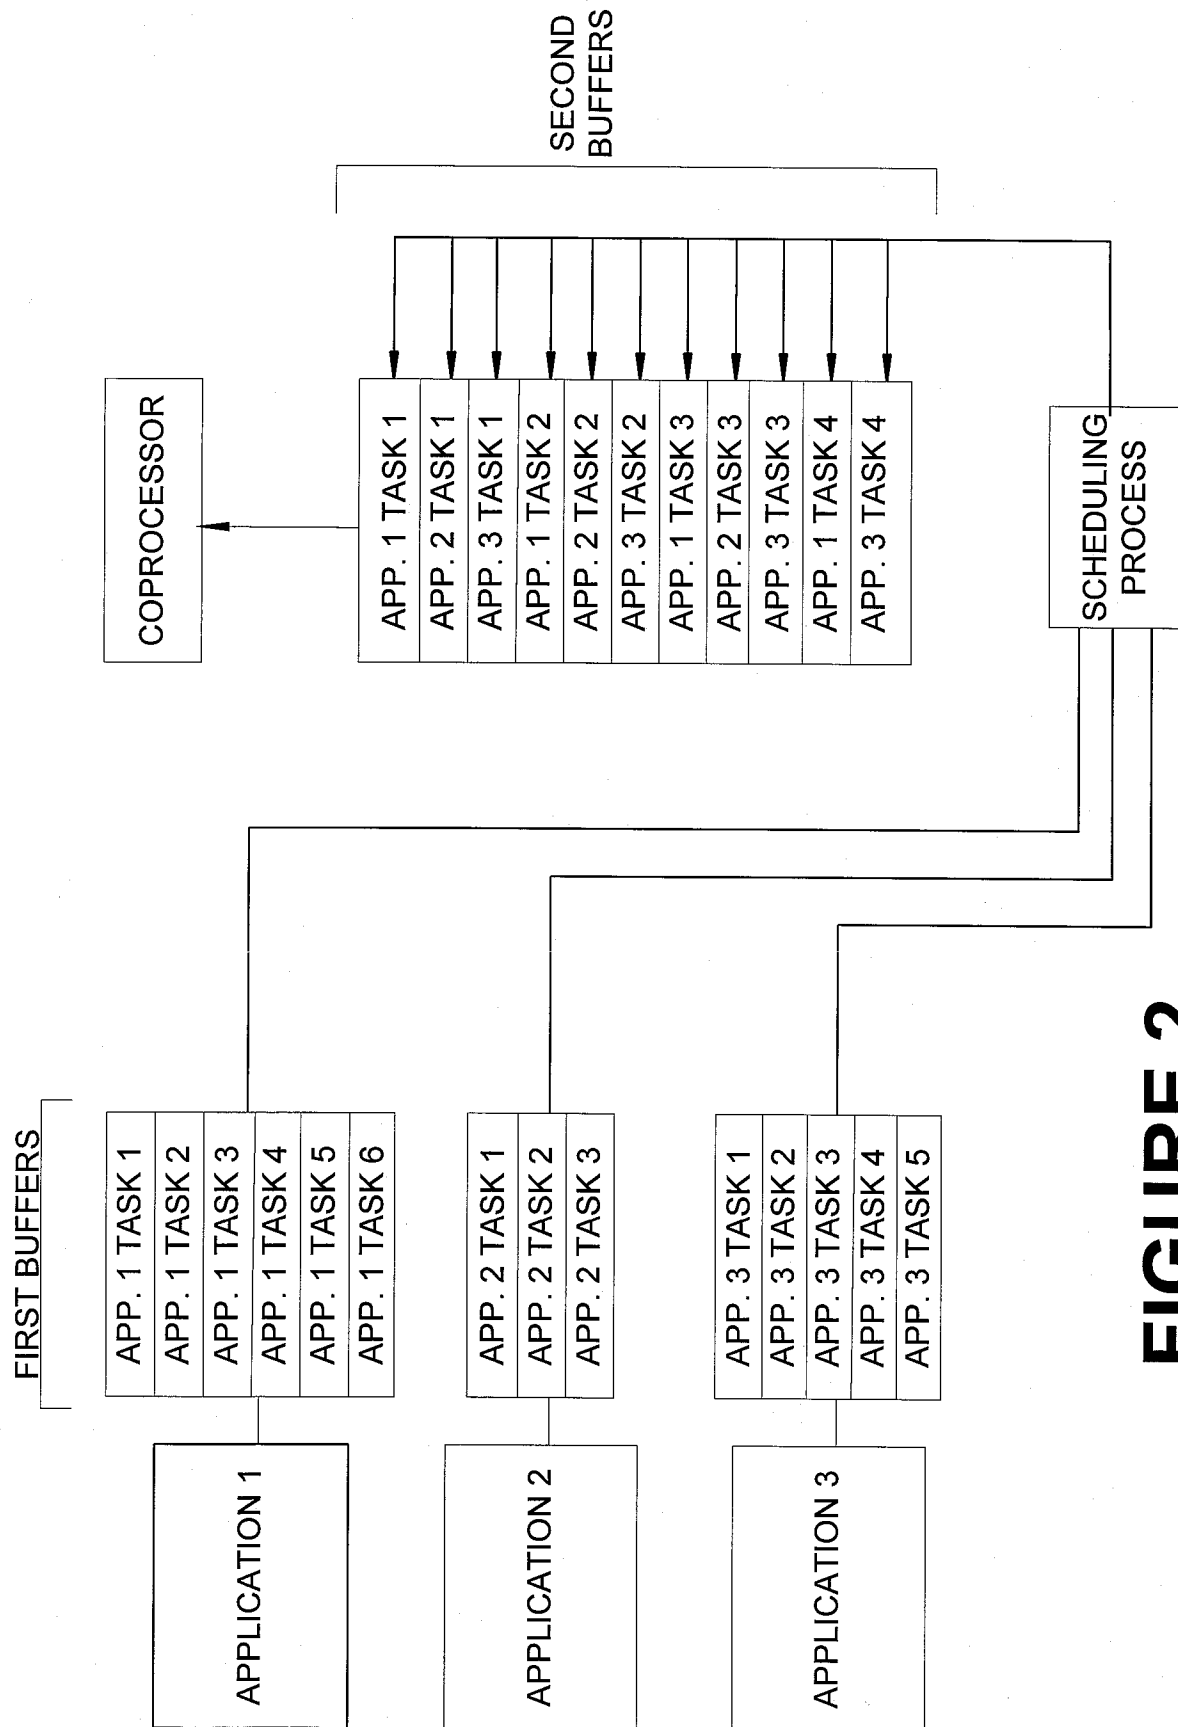 FIRST BUFFERS
APPLICATION 1
APP. 1 TASK 1
APP. 1 TASK 2
APP. 1 TASK 3
APP. 1 TASK 4
APP. 1 TASK 5
APP. 1 TASK 6
APPLICATION 2
APP. 2 TASK 1
APP. 2 TASK 2
APP. 2 TASK 3
APPLICATION 3
APP. 3 TASK 1
APP. 3 TASK 2
APP. 3 TASK 3
APP. 3 TASK 4
APP. 3 TASK 5
COPROCESSOR
APP. 1 TASK 1
APP. 2 TASK 1
APP. 3 TASK 1
APP. 1 TASK 2
APP. 2 TASK 2
APP. 3 TASK 2
APP. 1 TASK 3
APP. 2 TASK 3
APP. 3 TASK 3
APP. 1 TASK 4
APP. 3 TASK 4
SECOND
BUFFERS
SCHEDULING
PROCESS
FIGURE 2